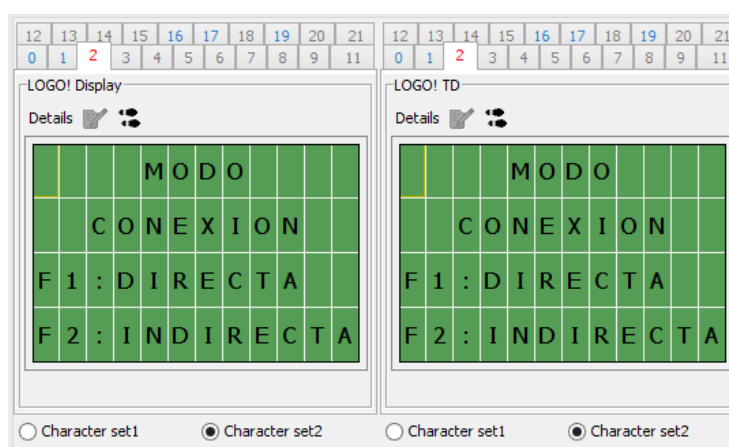 12 13 14 15 16 17 18 19 20 21
0 1 2 3 4 5 6 7 8 9 11
LOGO! Display
Details
MODO
CONEXION
F1:DIRECTA
F2:INDIRECTA
Character set1 Character set2
12 13 14 15 16 17 18 19 20 21
0 1 2 3 4 5 6 7 8 9 11
LOGO! TD
Details
MODO
CONEXION
F1:DIRECTA
F2:INDIRECTA
Character set1 Character set2